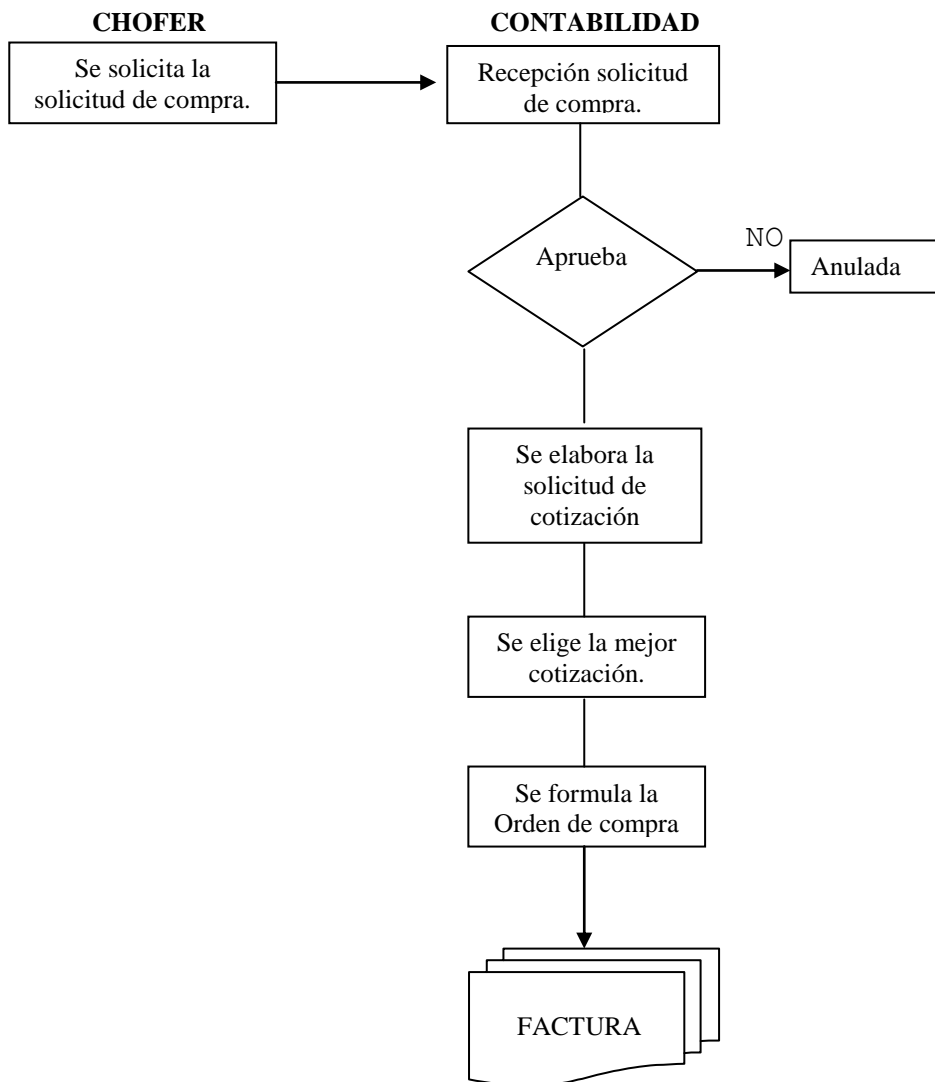 CHOFER
CONTABILIDAD
Se solicita la
solicitud de compra.
Recepción solicitud
de compra.
Aprueba
NO
Anulada
Se elabora la
solicitud de
cotización
Se elige la mejor
cotización.
Se formula la
Orden de compra
FACTURA